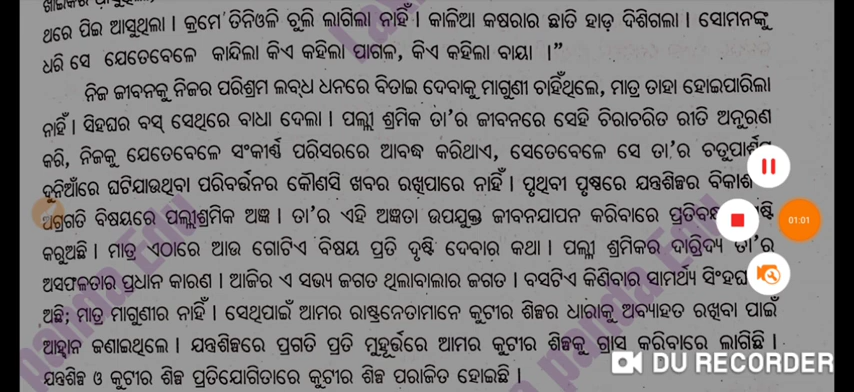 ଥରେ ପିଇ ଆସୁଥିଲା । କ୍ରମେ ତିନିଓଳି ଚୁଲି ଲାଗିଲା ନାହିଁ । କାଳିଆ କଷରାର ଛାତି ହାଡ଼ ଦିଶିଗଲା । ସୋମନଙ୍କୁ
ଧରି ସେ ଯେତେବେଳେ କାନ୍ଦିଲା କିଏ କହିଲା ପାଗଳ, କିଏ କହିଲା ବାୟା ।"
ନିଜ ଜୀବନକୁ ନିଜର ପରିଶ୍ରମ ଲବ୍ଧ ଧନରେ ବିତାଇ ଦେବାକୁ ମାଗୁଣୀ ଚାହିଁଥିଲେ, ମାତ୍ର ତାହା ହୋଇପାରିଲା
ନାହିଁ । ସିହଘର ବସ୍ ସେଥିରେ ବାଧା ଦେଲା । ପଲ୍ଲୀ ଶ୍ରମିକ ତା'ର ଜୀବନରେ ସେହି ଚିରାଚରିତ ରୀତି ଅନୁରଣ
କରି, ନିଜକୁ ଯେତେବେଳେ ସଂକୀର୍ଣ୍ଣ ପରିସରରେ ଆବଦ୍ଧ କରିଥାଏ, ସେତେବେଳେ ସେ ତା'ର
ଦୁନିଆଁରେ ଘଟିଯାଉଥିବା ପରିବର୍ତ୍ତନର କୌଣସି ଖବର ରଖିପାରେ ନାହିଁ । ପୃଥିବୀ ପୃଷ୍ଠରେ ଯନ୍ତ୍ରଶିଳ୍ପର ବିକାଶ
ଅଗ୍ରଗତି ବିଷୟରେ ପଲ୍ଲୀଶ୍ରମିକ ଅଜ୍ଞ । ତା'ର ଏହି ଅଜ୍ଞତା ଉପଯୁକ୍ତ ଜୀବନଯାପନ କରିବାରେ
କରୁଅଛି । ମାତ୍ର ଏଠାରେ ଆଉ ଗୋଟିଏ ବିଷୟ ପ୍ରତି ଦୃଷ୍ଟି ଦେବାର କଥା । ପଲ୍ଲୀ ଶ୍ରମିକର ଦାରିଦ୍ର୍ୟ ତା'ର
ଅସଫଳତାର ପ୍ରଧାନ କାରଣ । ଆଜିର ଏ ସଭ୍ୟ ଜଗତ ଥିଲାବାଲାର ଜଗତ । ବସଟିଏ କିଣିବାର ସାମର୍ଥ୍ୟ
ଅଛି; ମାତ୍ର ମାଗୁଣୀର ନାହିଁ । ସେଥିପାଇଁ ଆମର ରାଷ୍ଟ୍ରନେତାମାନେ କୁଟୀର ଶିଳ୍ପର ଧାରାକୁ ଅବ୍ୟାହତ ରଖିବା ପାଇଁ
ଆହ୍ୱାନ ଜଣାଇଥିଲେ । ଯନ୍ତ୍ରଶିଳ୍ପରେ ପ୍ରଗତି ପ୍ରତି ମୁହୂର୍ତ୍ତରେ ଆମର କୁଟୀର ଶିଳ୍ପକୁ ଗ୍ରାସ କରିବାରେ ଲାଗିଛି ।
ଯନ୍ତ୍ରଶିଳ୍ପ ଓ କୁଟୀର ଶିଳ୍ପ ପ୍ରତିଯୋଗିତାରେ କୁଟୀର ଶିଳ୍ପ ପରାଜିତ ହୋଇଛି ।
01:01
DU RECORDER